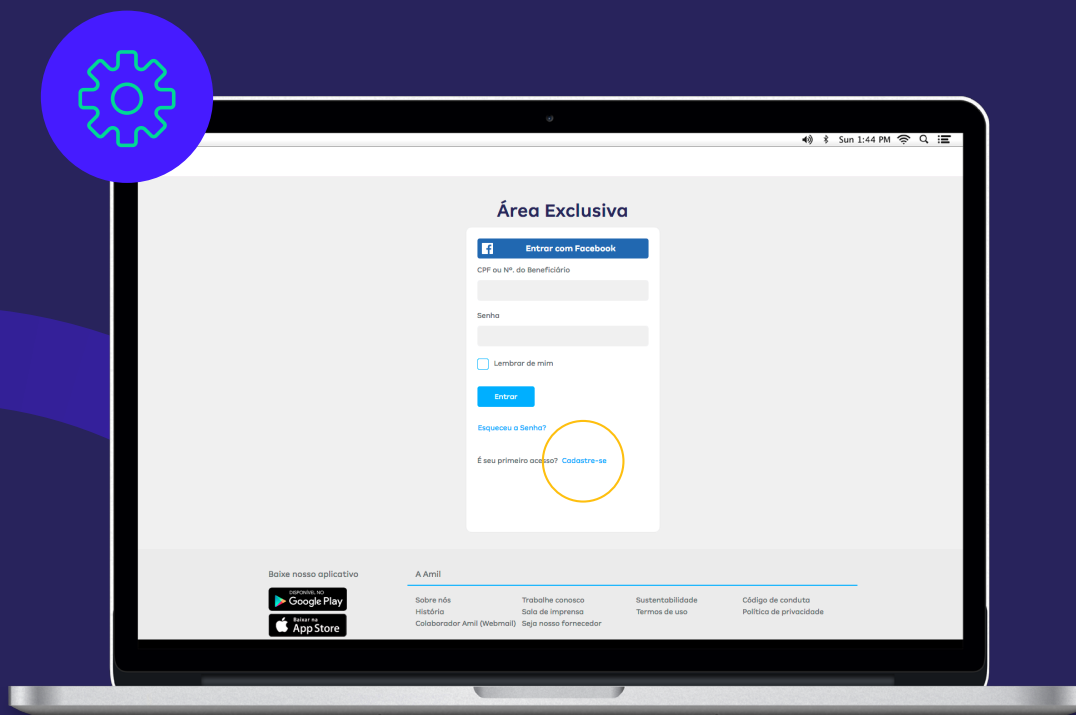 Sun 1:44 PM
Área Exclusiva
Entrar com Facebook
CPF ou Nº. do Beneficiário
Senha
Lembrar de mim
Entrar
Esqueceu a Senha?
É seu primeiro acesso? Cadastre-se
Baixe nosso aplicativo
DISPONÍVEL NO
Google Play
Baixar na
App Store
A Amil
Sobre nós
História
Colaborador Amil (Webmail)
Trabalhe conosco
Sala de imprensa
Seja nosso fornecedor
Sustentabilidade
Termos de uso
Código de conduta
Política de privacidade